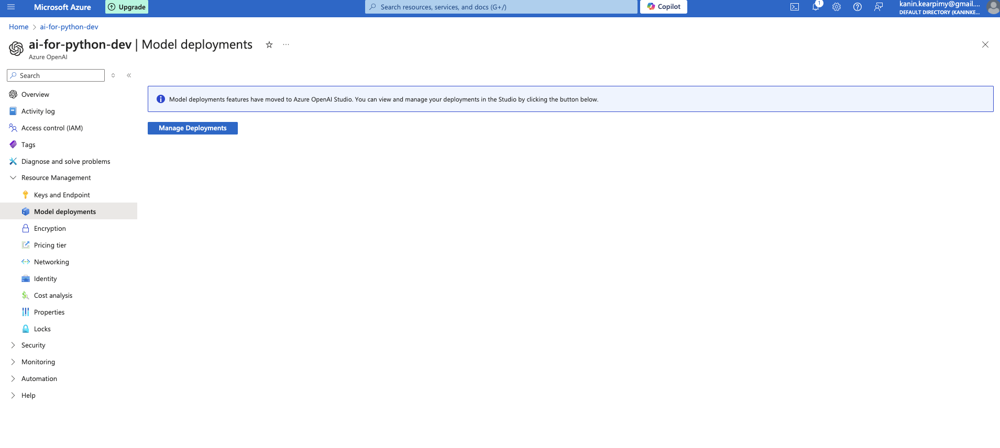 Microsoft Azure
Upgrade
Search resources, services, and docs (G+/)
Copilot
1
kanin.kearpimy@gmail....
DEFAULT DIRECTORY (KANINKE...
Home > ai-for-python-dev
ai-for-python-dev | Model deployments
Azure OpenAI
Search
Overview
Activity log
Access control (IAM)
Tags
Diagnose and solve problems
Resource Management
Keys and Endpoint
Model deployments
Encryption
Pricing tier
Networking
Identity
Cost analysis
Properties
Locks
Security
Monitoring
Automation
Help
Model deployments features have moved to Azure OpenAI Studio. You can view and manage your deployments in the Studio by clicking the button below.
Manage Deployments